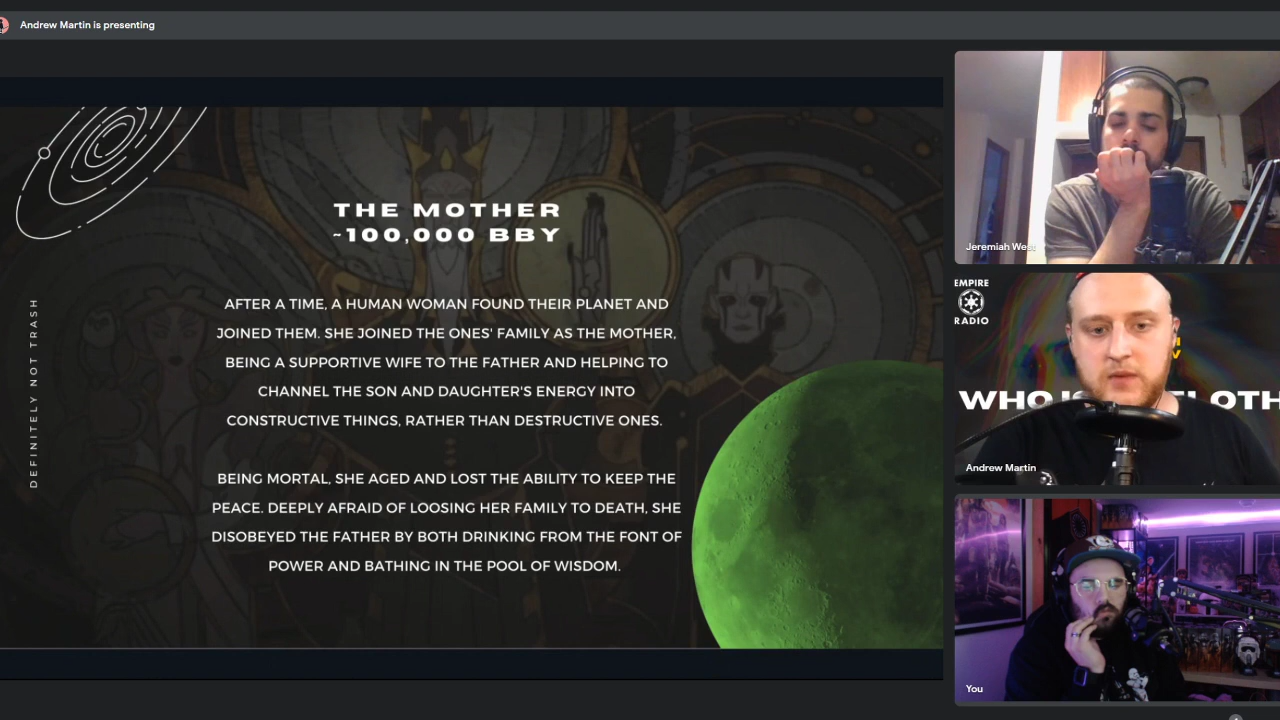 Andrew Martin is presenting
THE MOTHER
~100,000 BBY
AFTER A TIME, A HUMAN WOMAN FOUND THEIR PLANET AND
JOINED THEM. SHE JOINED THE ONES' FAMILY AS THE MOTHER,
BEING A SUPPORTIVE WIFE TO THE FATHER AND HELPING TO
CHANNEL THE SON AND DAUGHTER'S ENERGY INTO
CONSTRUCTIVE THINGS, RATHER THAN DESTRUCTIVE ONES.
BEING MORTAL, SHE AGED AND LOST THE ABILITY TO KEEP THE
PEACE. DEEPLY AFRAID OF LOOSING HER FAMILY TO DEATH, SHE
DISOBEYED THE FATHER BY BOTH DRINKING FROM THE FONT OF
POWER AND BATHING IN THE POOL OF WISDOM.
DEFINITELY NOT TRASH
Jeremiah West
EMPIRE
RADIO
WHO
Andrew Martin
You